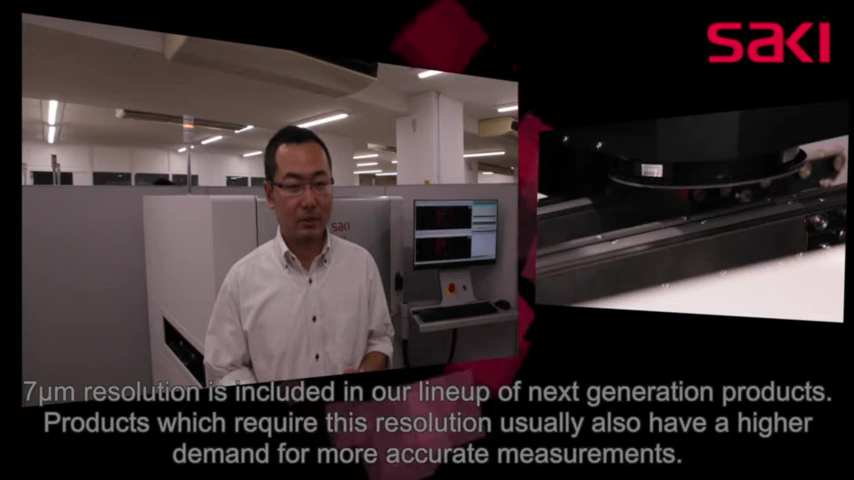 saki
saki
7μm resolution is included in our lineup of next generation products.
Products which require this resolution usually also have a higher
demand for more accurate measurements.